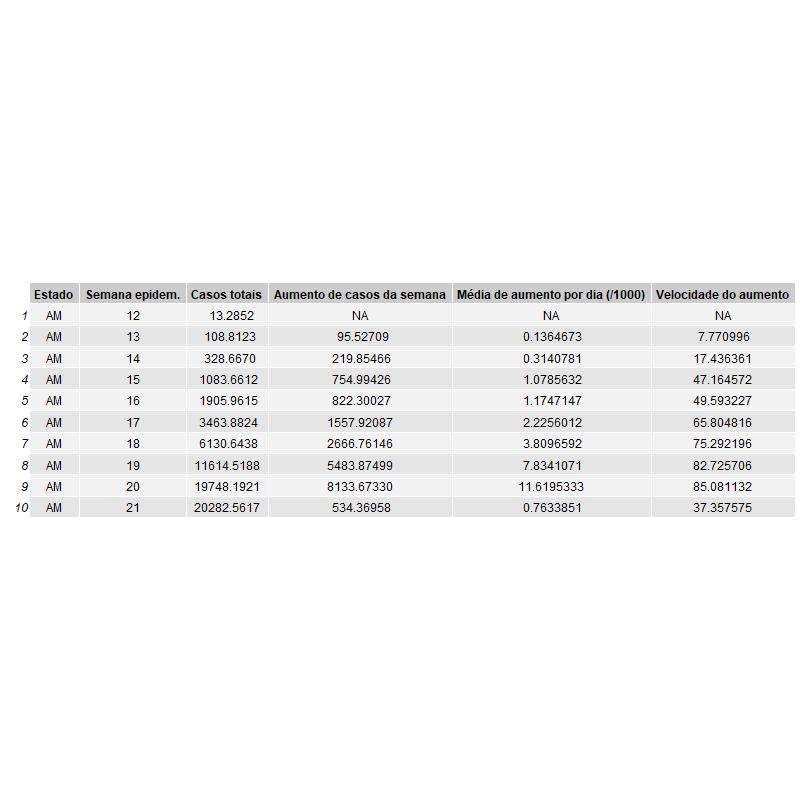 Estado Semana epidem. Casos totais Aumento de casos da semana Média de aumento por dia (/1000) Velocidade do aumento
1 AM 12 13.2852 NA NA NA
2 AM 13 108.8123 95.52709 0.1364673 7.770996
3 AM 14 328.6670 219.85466 0.3140781 17.436361
4 AM 15 1083.6612 754.99426 1.0785632 47.164572
5 AM 16 1905.9615 822.30027 1.1747147 49.593227
6 AM 17 3463.8824 1557.92087 2.2256012 65.804816
7 AM 18 6130.6438 2666.76146 3.8096592 75.292196
8 AM 19 11614.5188 5483.87499 7.8341071 82.725706
9 AM 20 19748.1921 8133.67330 11.6195333 85.081132
10 AM 21 20282.5617 534.36958 0.7633851 37.357575